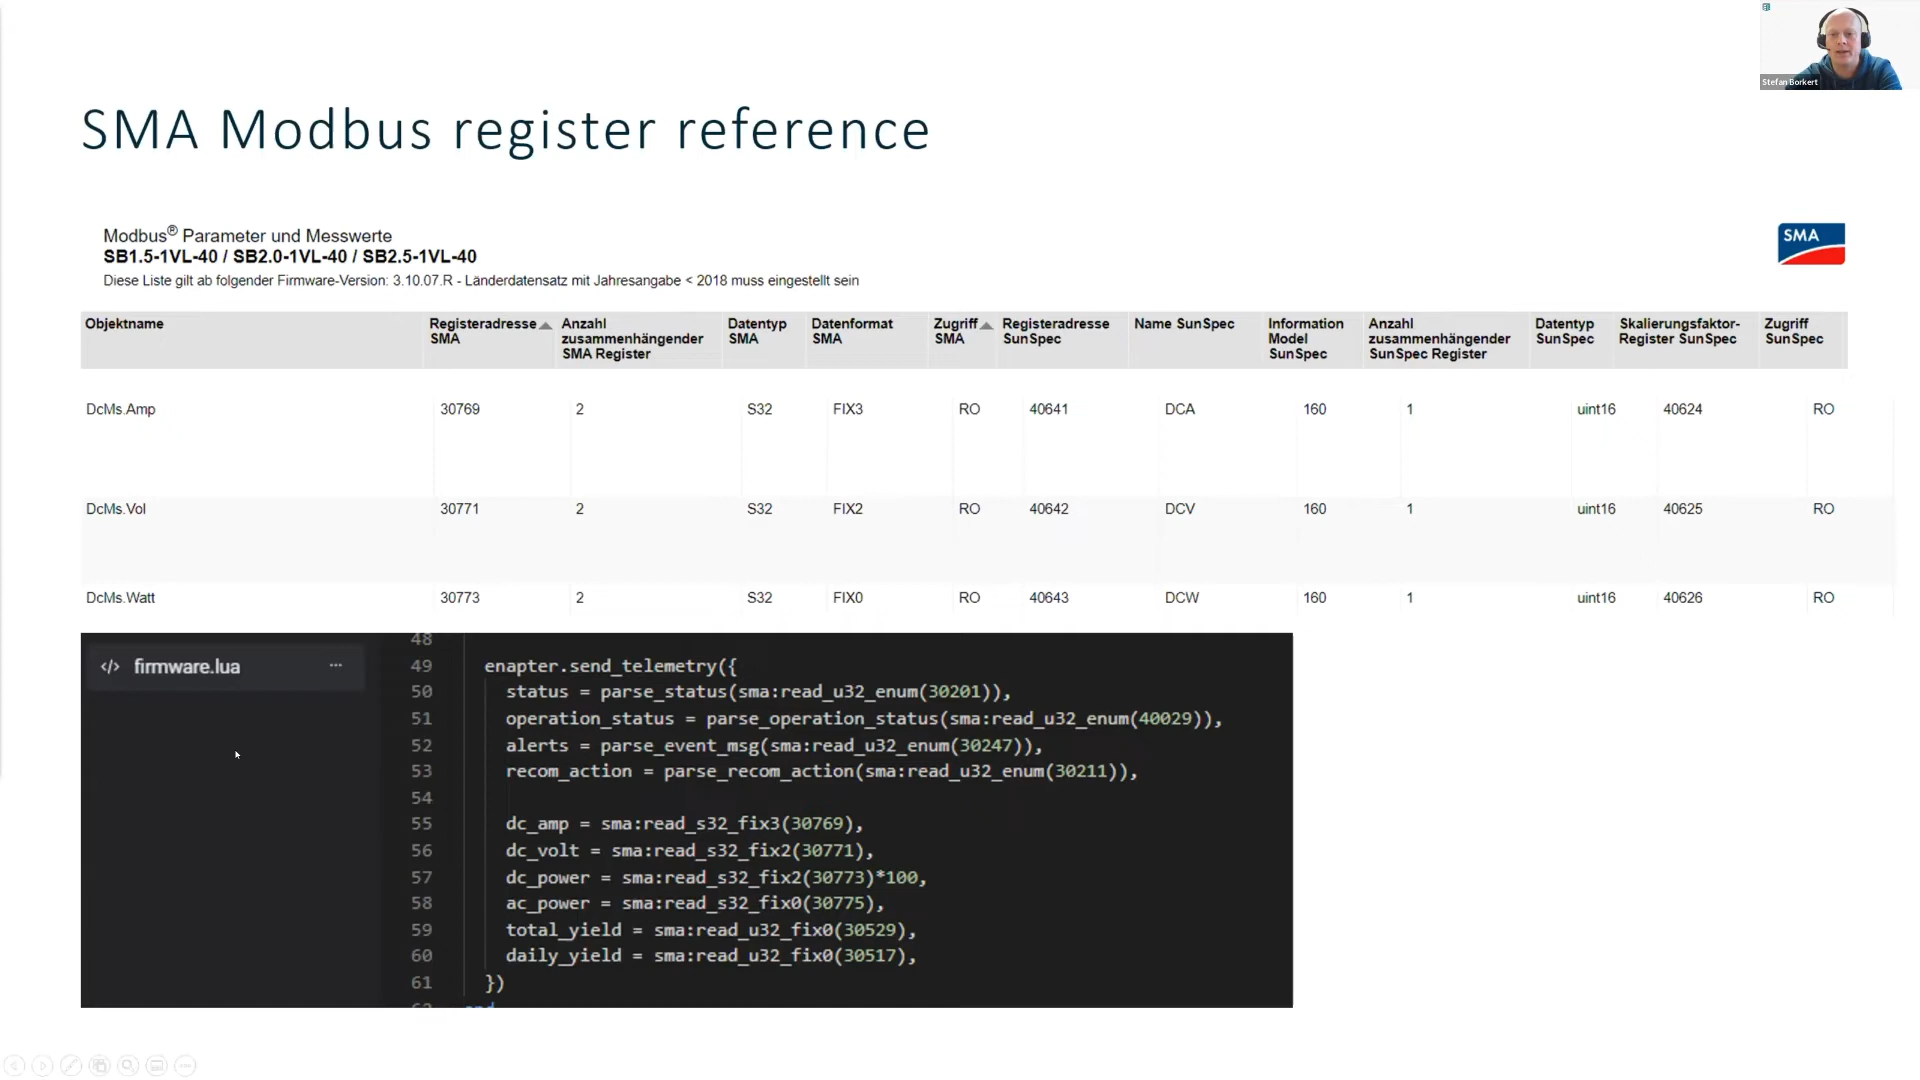 Stefan Borkert
SMA Modbus register reference
Modbus® Parameter und Messwerte
SB1.5-1VL-40 / SB2.0-1VL-40 / SB2.5-1VL-40
Diese Liste gilt ab folgender Firmware-Version: 3.10.07.R - Länderdatensatz mit Jahresangabe < 2018 muss eingestellt sein
SMA
Objektname Registeradresse SMA Anzahl zusammenhängender SMA Register Datentyp SMA Datenformat SMA Zugriff SMA Registeradresse SunSpec Name SunSpec Information Model SunSpec Anzahl zusammenhängender SunSpec Register Datentyp SunSpec Skalierungsfaktor-Register SunSpec Zugriff SunSpec
DcMs.Amp 30769 2 S32 FIX3 RO 40641 DCA 160 1 uint16 40624 RO
DcMs.Vol 30771 2 S32 FIX2 RO 40642 DCV 160 1 uint16 40625 RO
DcMs.Watt 30773 2 S32 FIX0 RO 40643 DCW 160 1 uint16 40626 RO
</> firmware.lua ...
48
49 enapter.send_telemetry({
50 status = parse_status(sma:read_u32_enum(30201)),
51 operation_status = parse_operation_status(sma:read_u32_enum(40029)),
52 alerts = parse_event_msg(sma:read_u32_enum(30247)),
53 recom_action = parse_recom_action(sma:read_u32_enum(30211)),
54
55 dc_amp = sma:read_s32_fix3(30769),
56 dc_volt = sma:read_s32_fix2(30771),
57 dc_power = sma:read_s32_fix2(30773)*100,
58 ac_power = sma:read_s32_fix0(30775),
59 total_yield = sma:read_u32_fix0(30529),
60 daily_yield = sma:read_u32_fix0(30517),
61 })